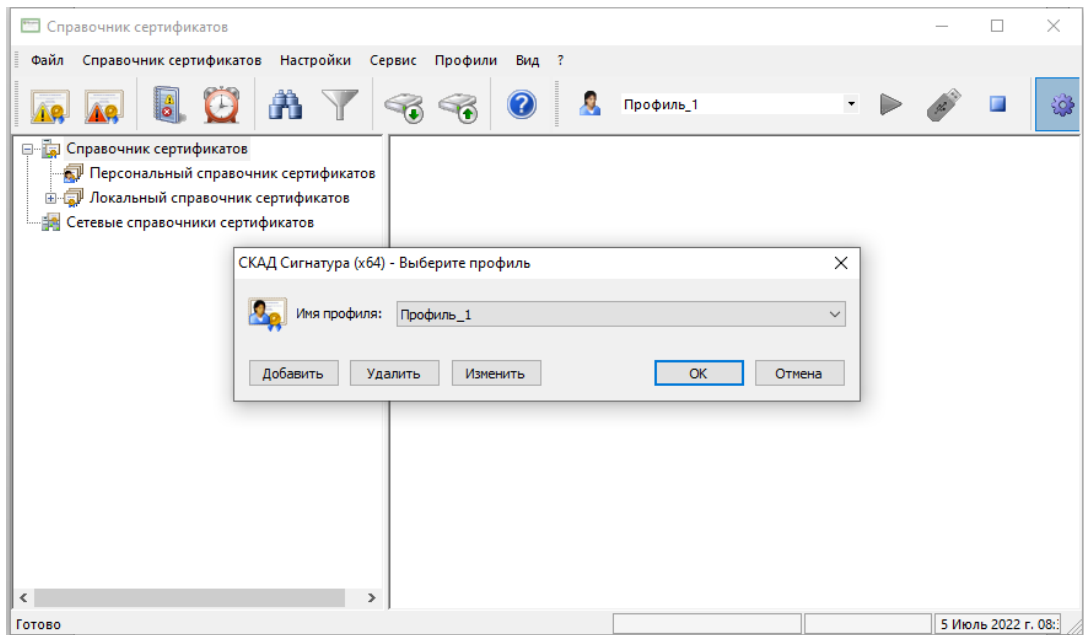 Справочник сертификатов
Файл Справочник сертификатов Настройки Сервис Профили Вид ?
Профиль_1
Справочник сертификатов
Персональный справочник сертификатов
Локальный справочник сертификатов
Сетевые справочники сертификатов
СКАД Сигнатура (x64) - Выберите профиль
Имя профиля: Профиль_1
Добавить Удалить Изменить OK Отмена
Готово 5 Июль 2022 г. 08: